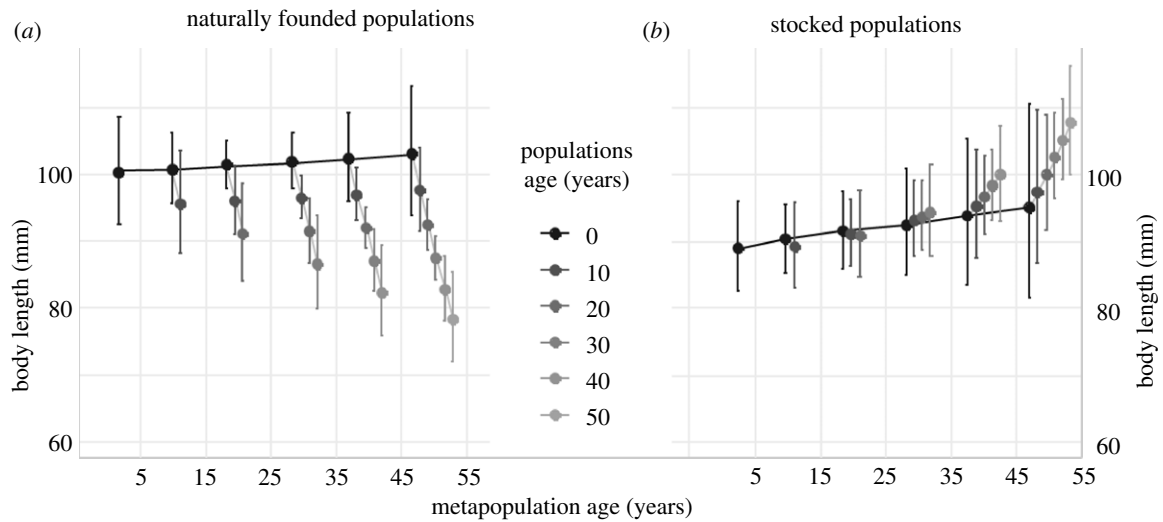 (a)
naturally founded populations
(b)
stocked populations
100
80
60
body length (mm)
5 15 25 35 45 55
populations
age (years)
0
10
20
30
40
50
100
80
60
body length (mm)
5 15 25 35 45 55
metapopulation age (years)